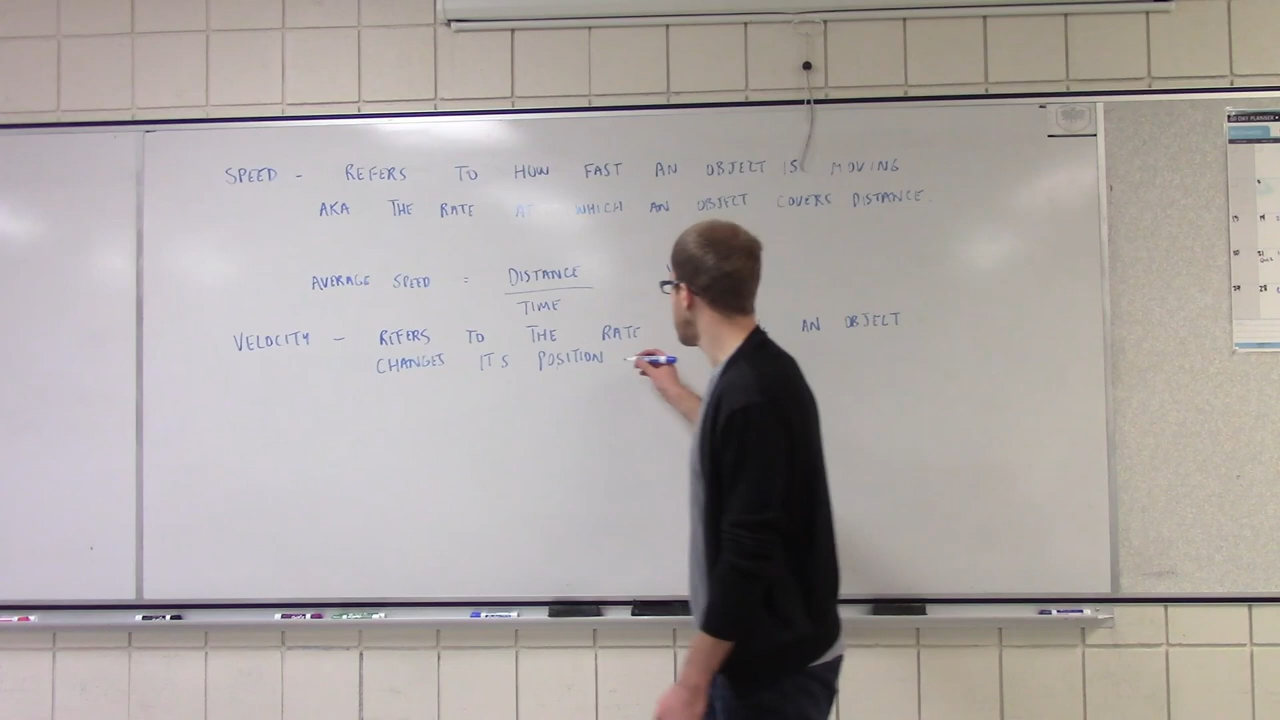 SPEED - REFERS TO HOW FAST AN OBJECT IS MOVING
AKA THE RATE AT WHICH AN OBJECT COVERS DISTANCE.
AVERAGE SPEED = DISTANCE
TIME
VELOCITY - REFERS TO THE RATE AN OBJECT
CHANGES ITS POSITION